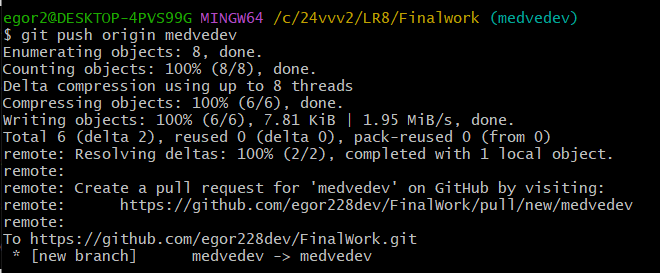 egor2@DESKTOP-4PVS99G MINGW64 /c/24vvv2/LR8/Finalwork (medvedev)
$ git push origin medvedev
Enumerating objects: 8, done.
Counting objects: 100% (8/8), done.
Delta compression using up to 8 threads
Compressing objects: 100% (6/6), done.
Writing objects: 100% (6/6), 7.81 KiB | 1.95 MiB/s, done.
Total 6 (delta 2), reused 0 (delta 0), pack-reused 0 (from 0)
remote: Resolving deltas: 100% (2/2), completed with 1 local object.
remote:
remote: Create a pull request for 'medvedev' on GitHub by visiting:
remote:      https://github.com/egor228dev/FinalWork/pull/new/medvedev
remote:
To https://github.com/egor228dev/FinalWork.git
 * [new branch]      medvedev -> medvedev